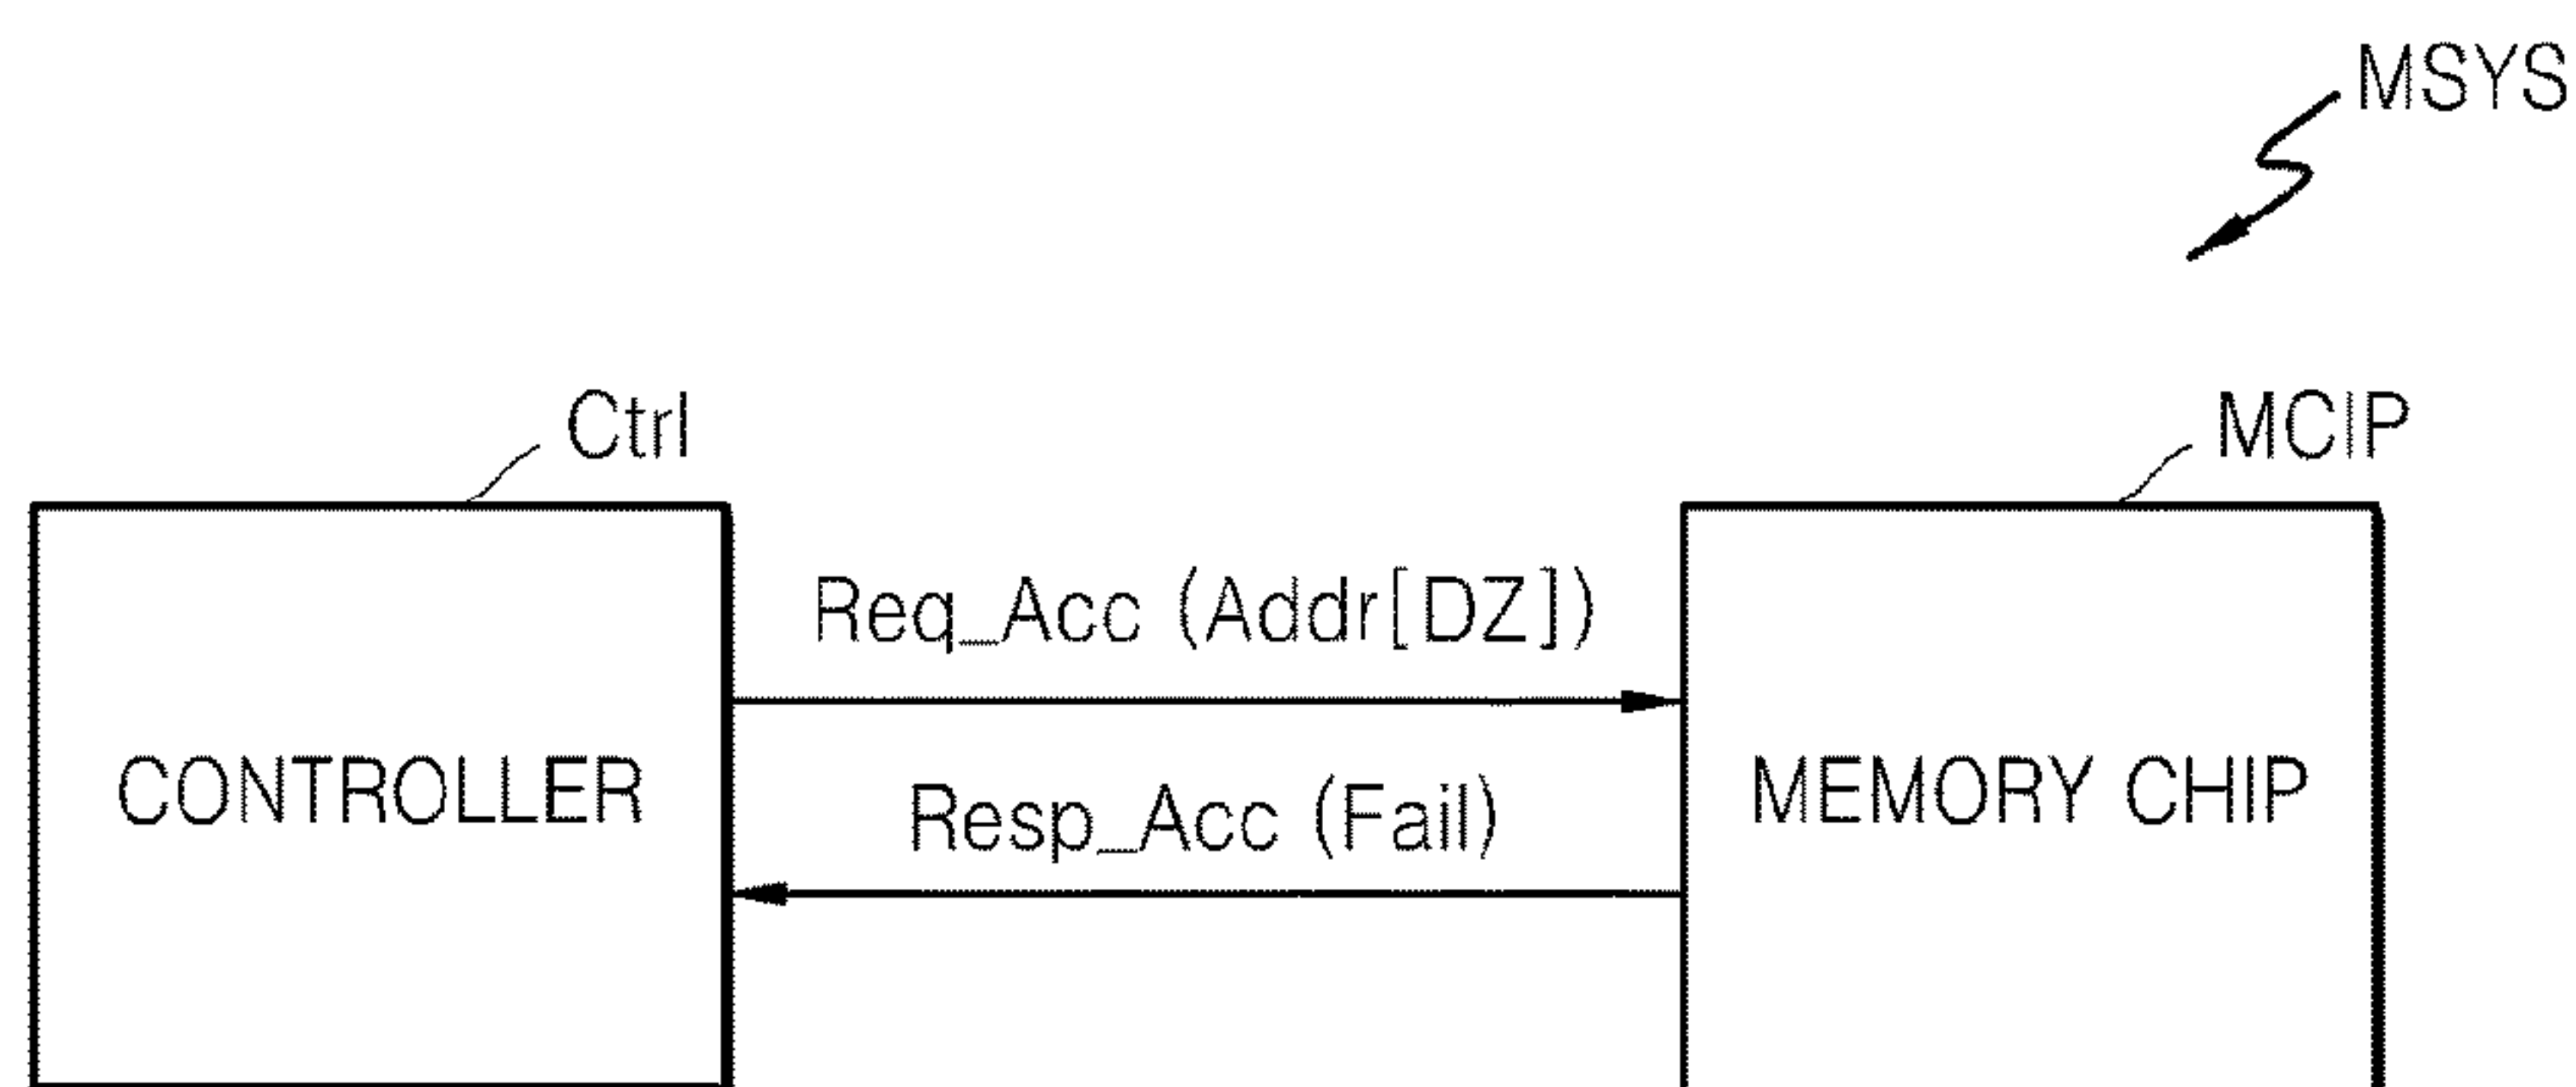 MSYS
Ctrl
MCIP
Req_Acc (Addr[DZ])
CONTROLLER
Resp_Acc (Fail)
MEMORY CHIP